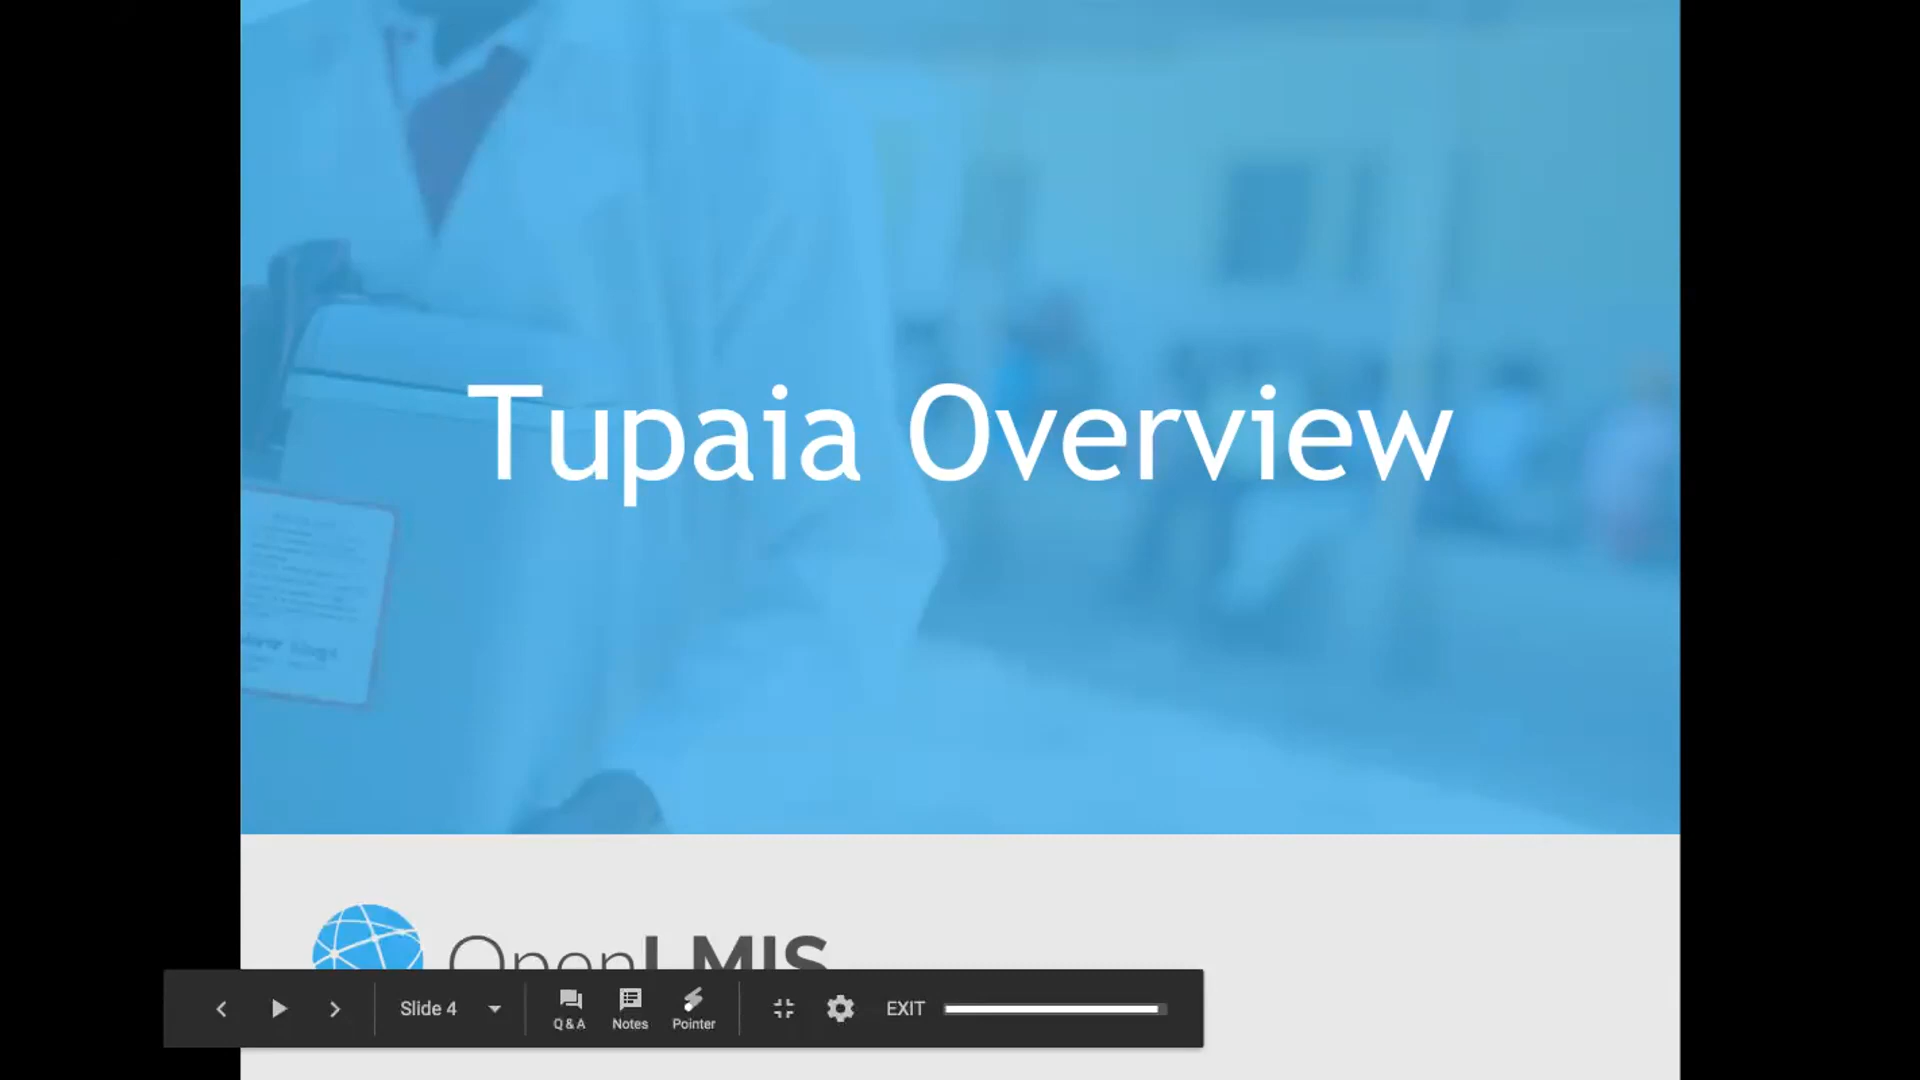 Tupaia Overview
OpenLMIS
Slide 4
Q & A
Notes
Pointer
EXIT